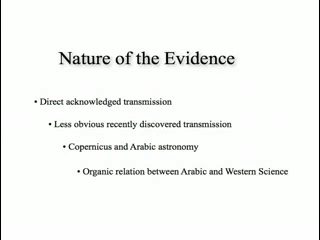 Nature of the Evidence
• Direct acknowledged transmission
• Less obvious recently discovered transmission
• Copernicus and Arabic astronomy
• Organic relation between Arabic and Western Science